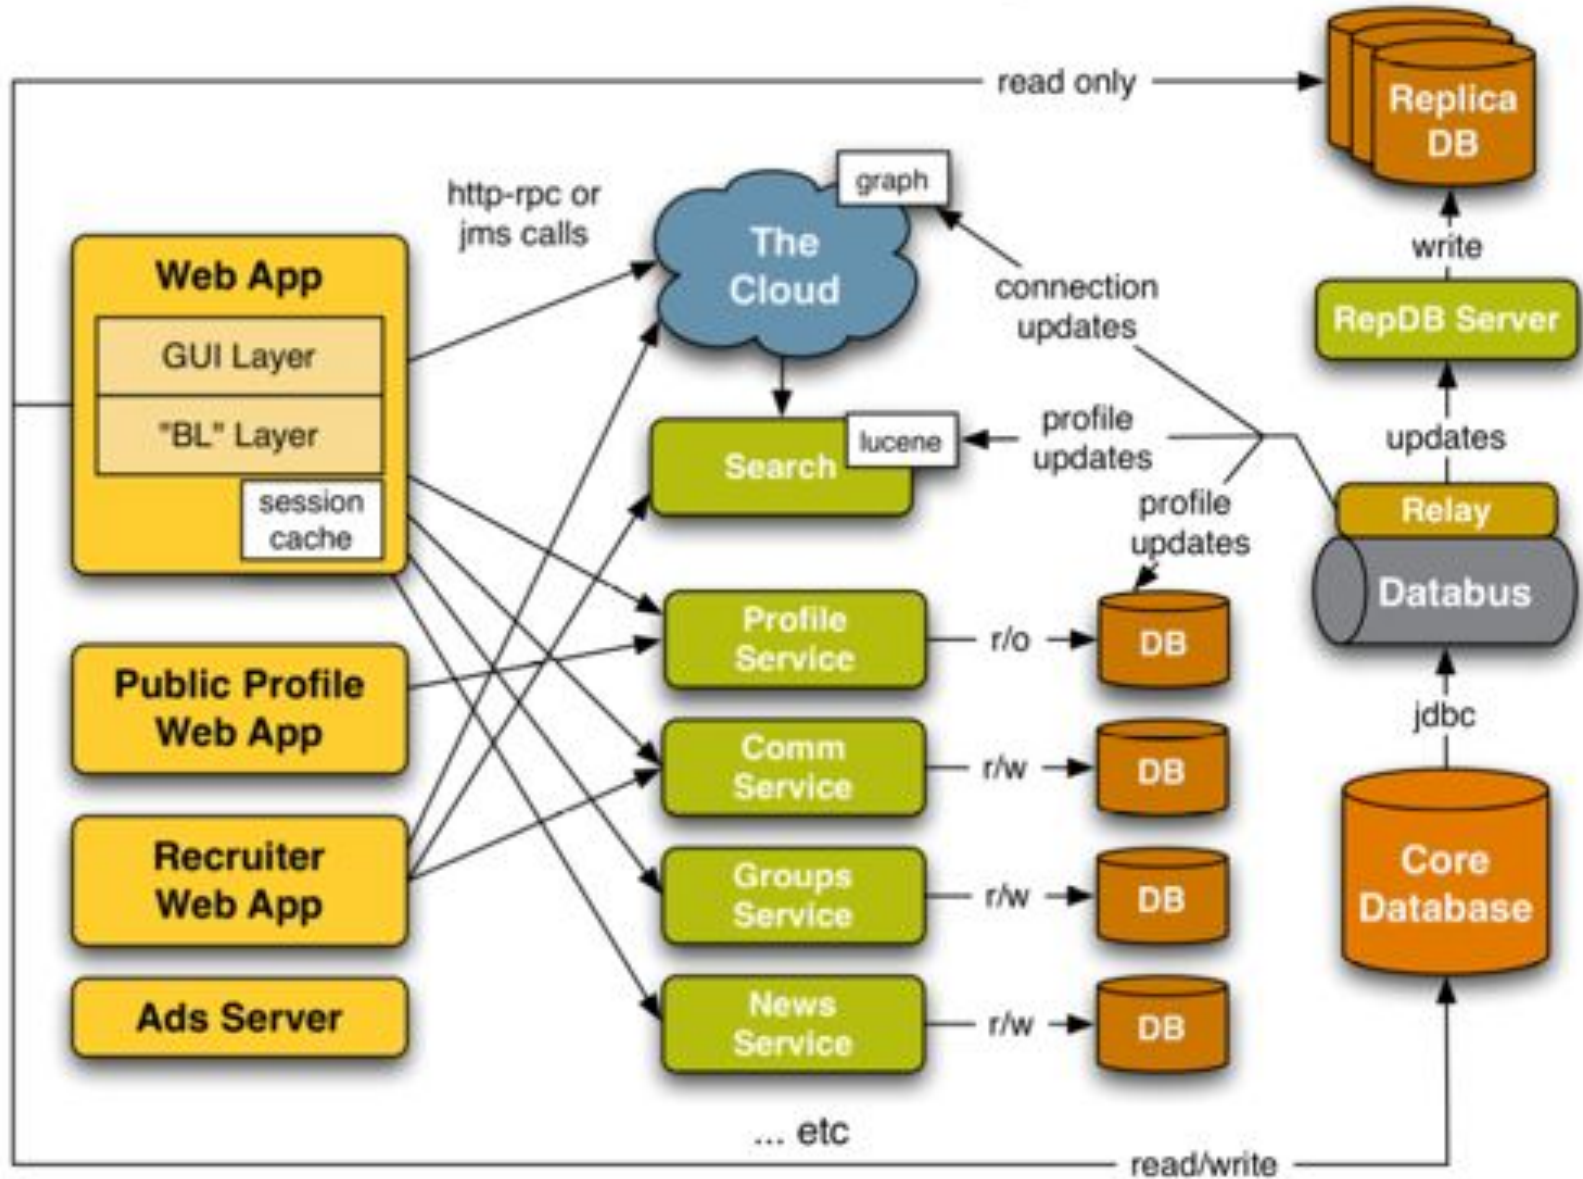 read only
Replica
DB
graph
http-rpc or
jms calls
The
Cloud
write
connection
updates
RepDB Server
Web App
GUI Layer
"BL" Layer
session
cache
Search
lucene
profile
updates
updates
profile
updates
Relay
Databus
Profile
Service
r/o
DB
Public Profile
Web App
jdbc
Comm
Service
r/w
DB
Recruiter
Web App
Groups
Service
r/w
DB
Core
Database
Ads Server
News
Service
r/w
DB
... etc
read/write